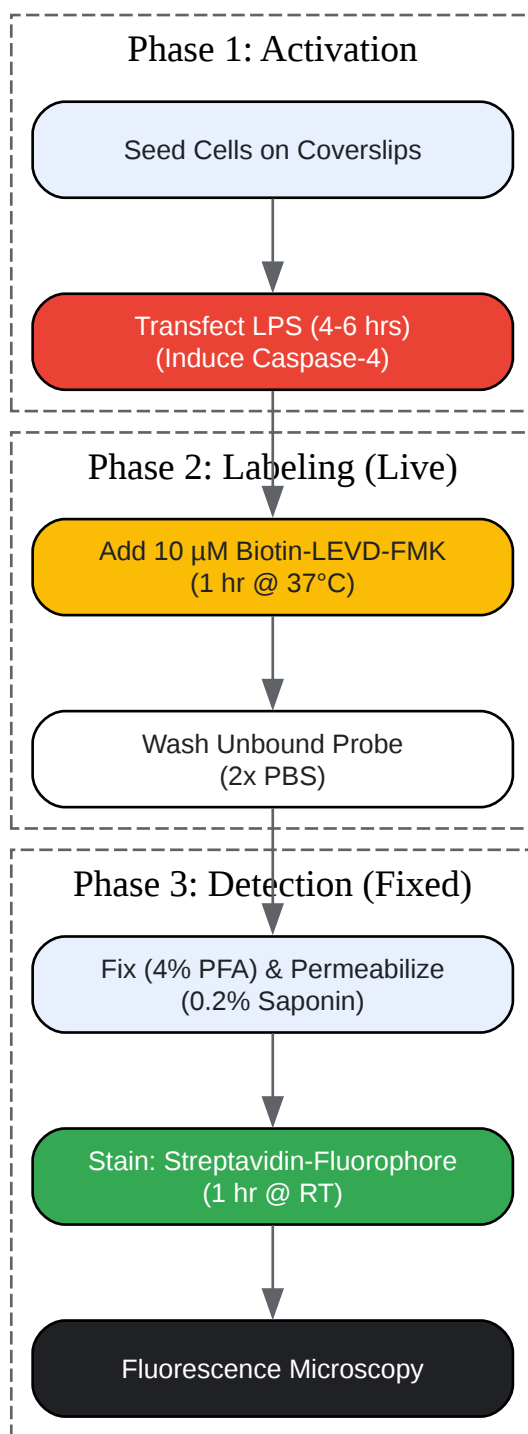 Phase 1: Activation
Seed Cells on Coverslips
Transfect LPS (4-6 hrs)
(Induce Caspase-4)
Phase 2: Labeling (Live)
Add 10 µM Biotin-LEVD-FMK
(1 hr @ 37°C)
Wash Unbound Probe
(2x PBS)
Phase 3: Detection (Fixed)
Fix (4% PFA) & Permeabilize
(0.2% Saponin)
Stain: Streptavidin-Fluorophore
(1 hr @ RT)
Fluorescence Microscopy